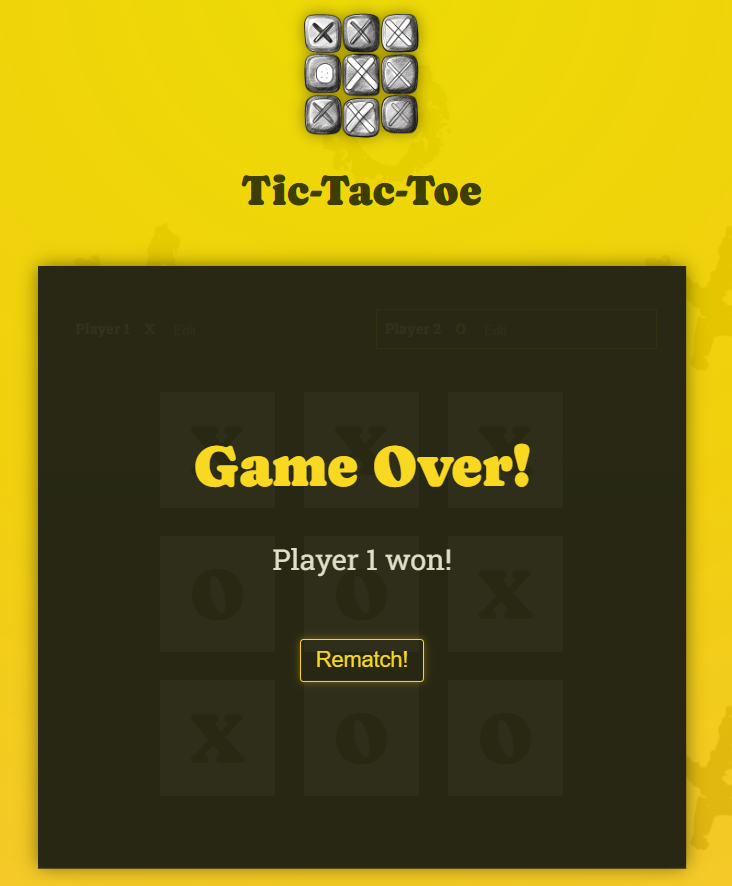 Tic-Tac-Toe
Player 1 X Edit Player 2 O Edit
X X X
Game Over!
Player 1 won!
O O X
Rematch!
X O O